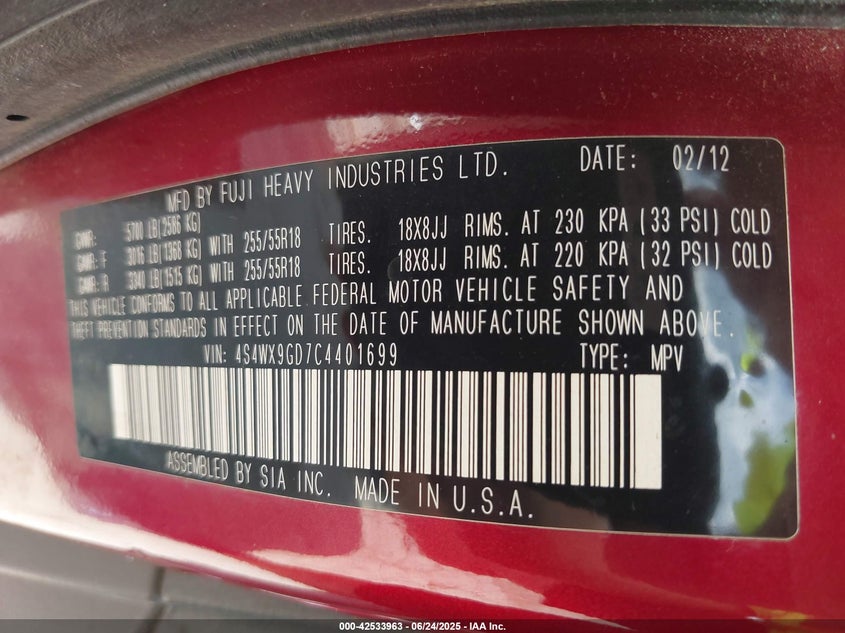 MFD BY FUJI HEAVY INDUSTRIES LTD. DATE: 02/12
GVWR: 5700 LB(2586 KG)
GAWR: F 3016 LB(1368 KG) WITH 255/55R18 TIRES. 18X8JJ RIMS. AT 230 KPA (33 PSI) COLD
GAWR: R 3340 LB(1515 KG) WITH 255/55R18 TIRES. 18X8JJ RIMS. AT 220 KPA (32 PSI) COLD
THIS VEHICLE CONFORMS TO ALL APPLICABLE FEDERAL MOTOR VEHICLE SAFETY AND
THEFT PREVENTION STANDARDS IN EFFECT ON THE DATE OF MANUFACTURE SHOWN ABOVE.
VIN: 4S4WX9GD7C4401699 TYPE: MPV
ASSEMBLED BY SIA INC. MADE IN U.S.A.
000-42533963 | 06/24/2025 - IAA Inc.